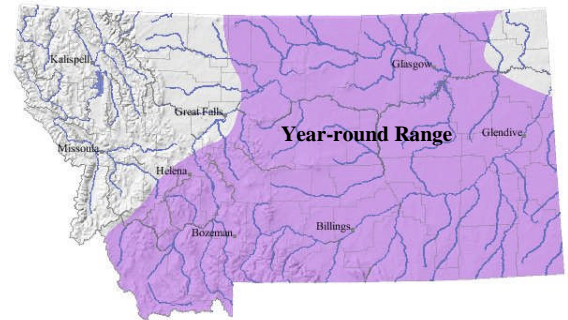 Kalispell
Glasgow
Great Falls
Year-round Range
Glendive
Missoula
Helena
Bozeman
Billings